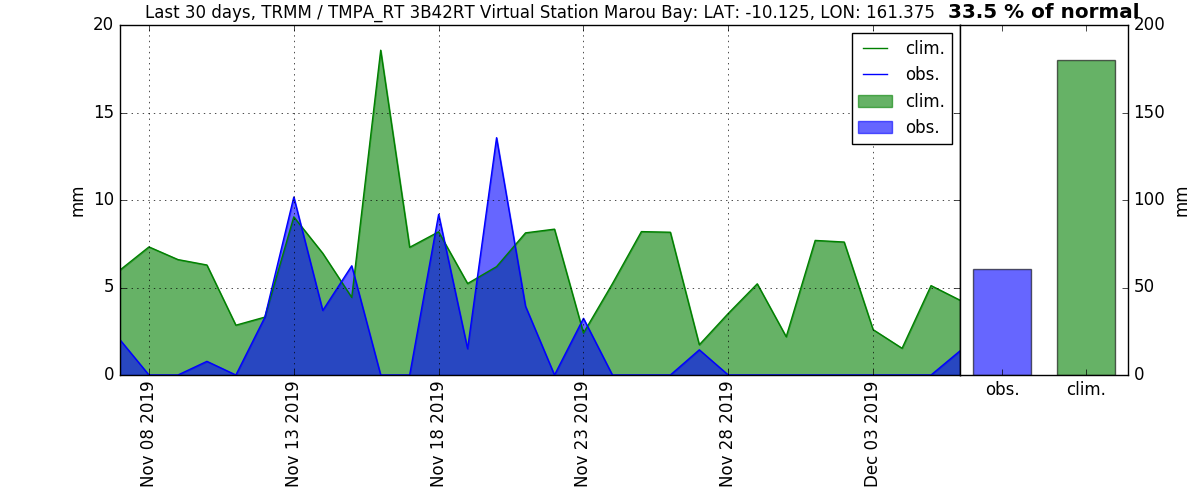 Last 30 days, TRMM / TMPA_RT 3B42RT Virtual Station Marou Bay: LAT: -10.125, LON: 161.375
33.5 % of normal
20
15
10
5
0
mm
clim.
obs.
clim.
obs.
200
150
100
50
0
mm
Nov 08 2019
Nov 13 2019
Nov 18 2019
Nov 23 2019
Nov 28 2019
Dec 03 2019
obs.
clim.